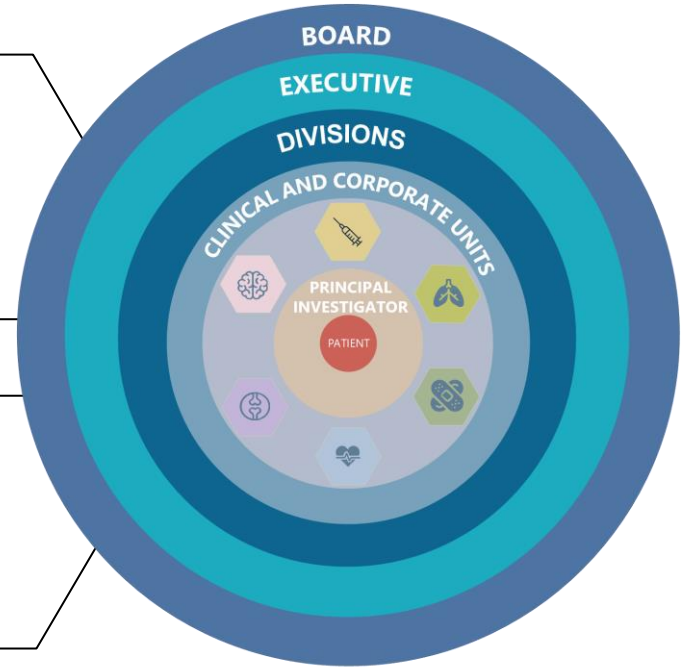 BOARD
EXECUTIVE
DIVISIONS
CLINICAL AND CORPORATE UNITS
PRINCIPAL
INVESTIGATOR
PATIENT